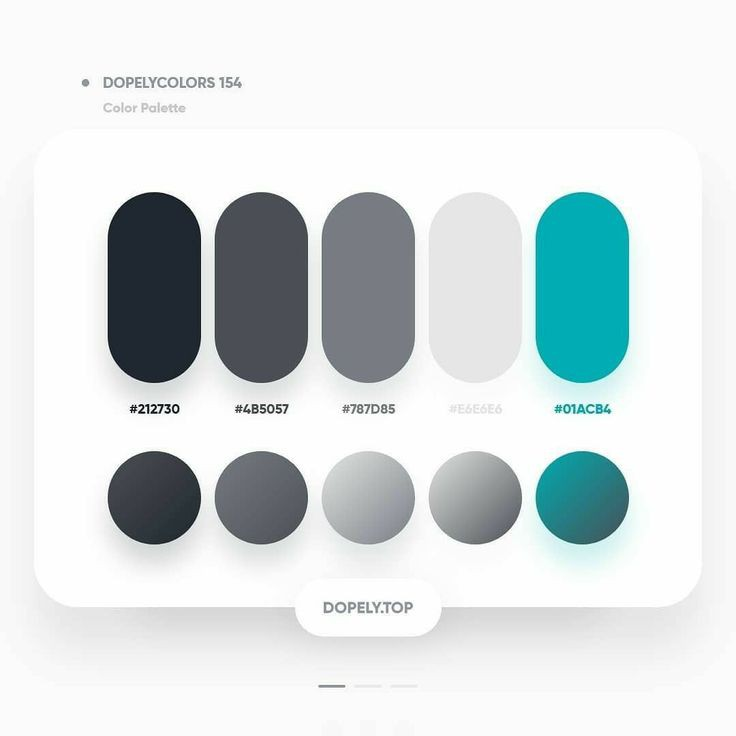 DOPELYCOLORS 154
Color Palette
#212730 #4B5057 #787D85 #E6E6E6 #01ACB4
DOPELY.TOP